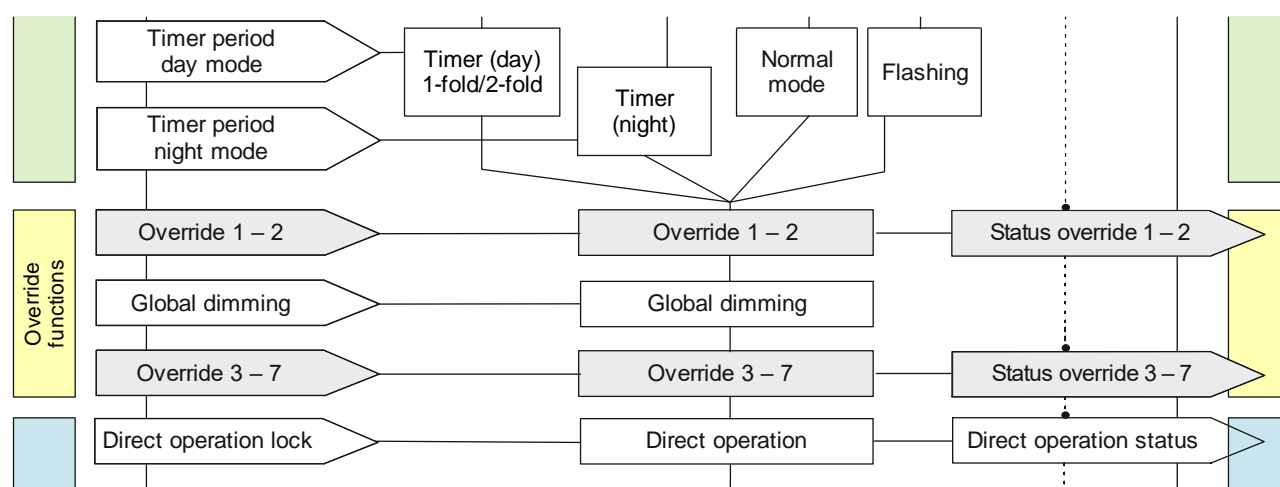 Timer period
day mode
Timer (day)
1-fold/2-fold
Timer
(night)
Normal
mode
Flashing
Timer period
night mode
Override
functions
Override 1 – 2
Override 1 – 2
Status override 1 – 2
Global dimming
Global dimming
Override 3 – 7
Override 3 – 7
Status override 3 – 7
Direct operation lock
Direct operation
Direct operation status